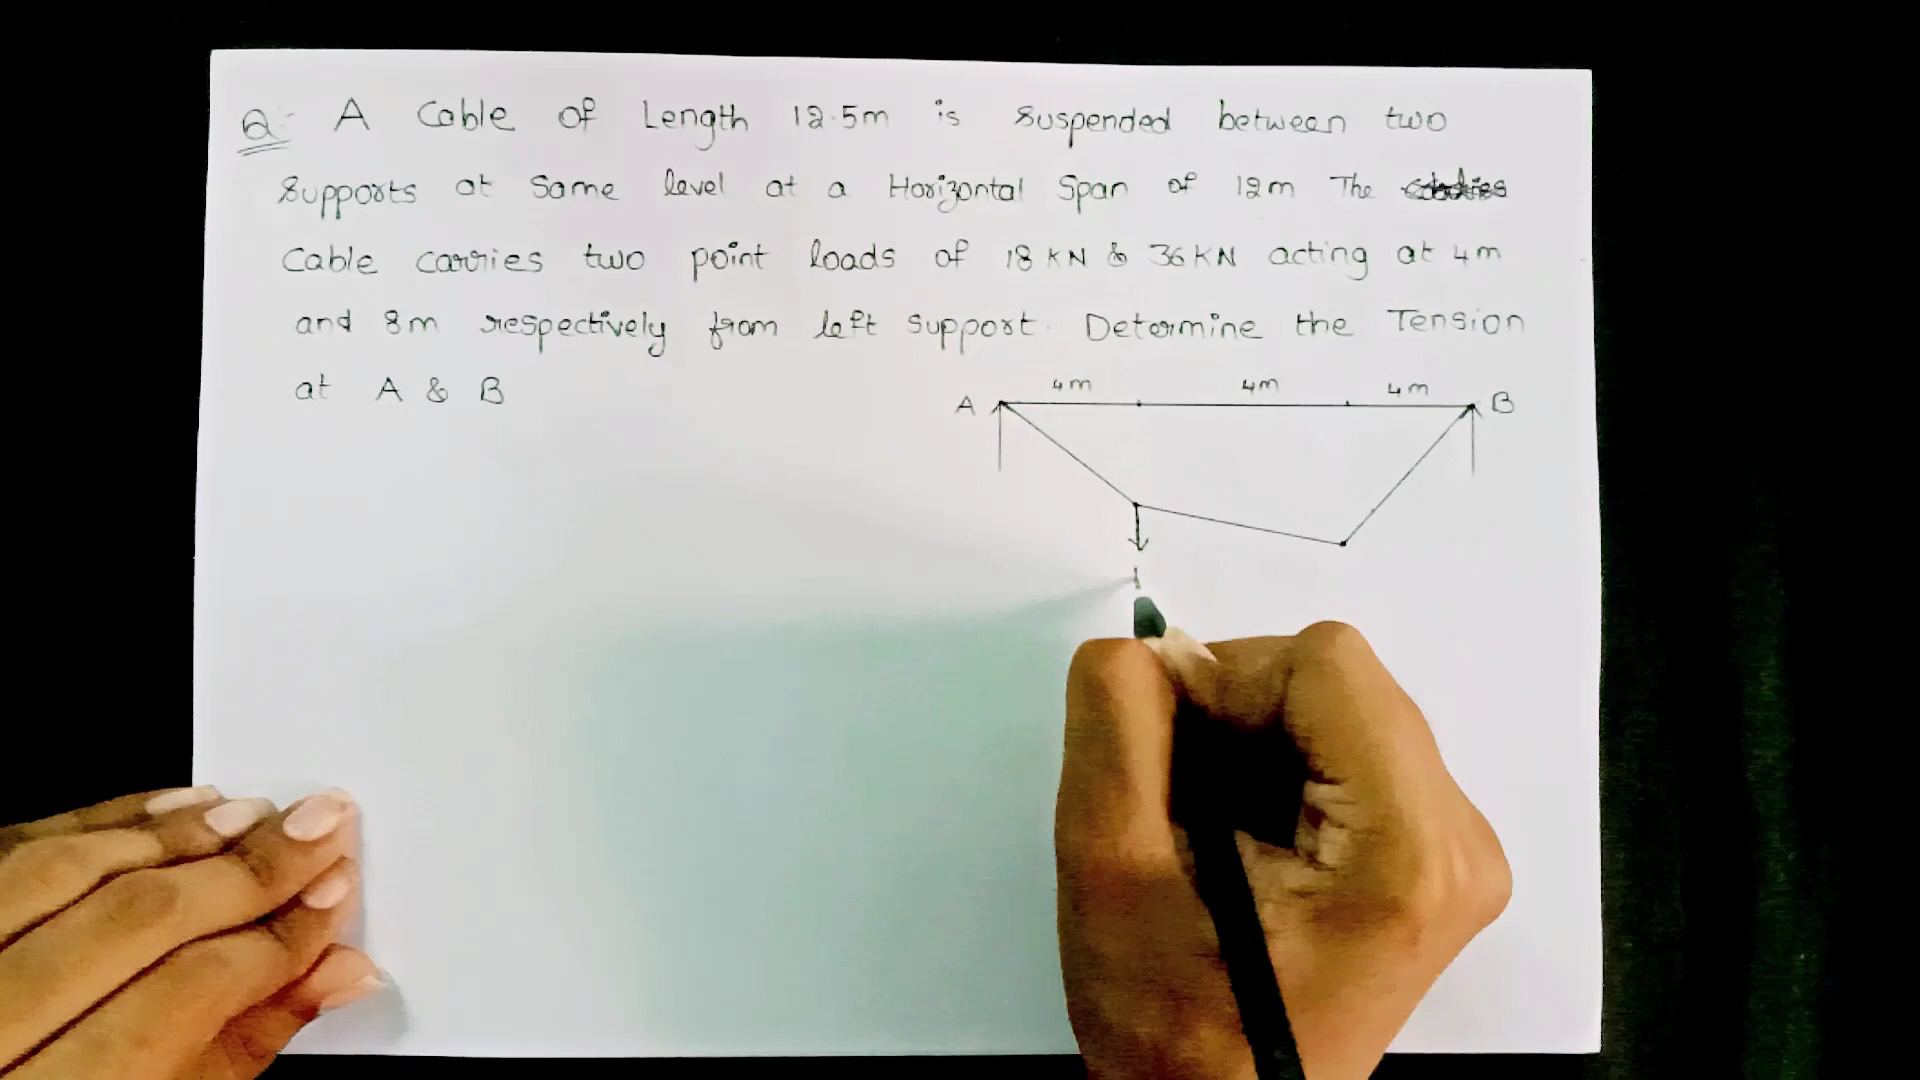 Q:- A Cable of Length 12.5m is suspended between two
supports at same level at a Horizontal Span of 12m The
Cable carries two point loads of 18 KN & 36 KN acting at 4m
and 8m respectively from left support. Determine the Tension
at A & B
4m 4m 4m
A B